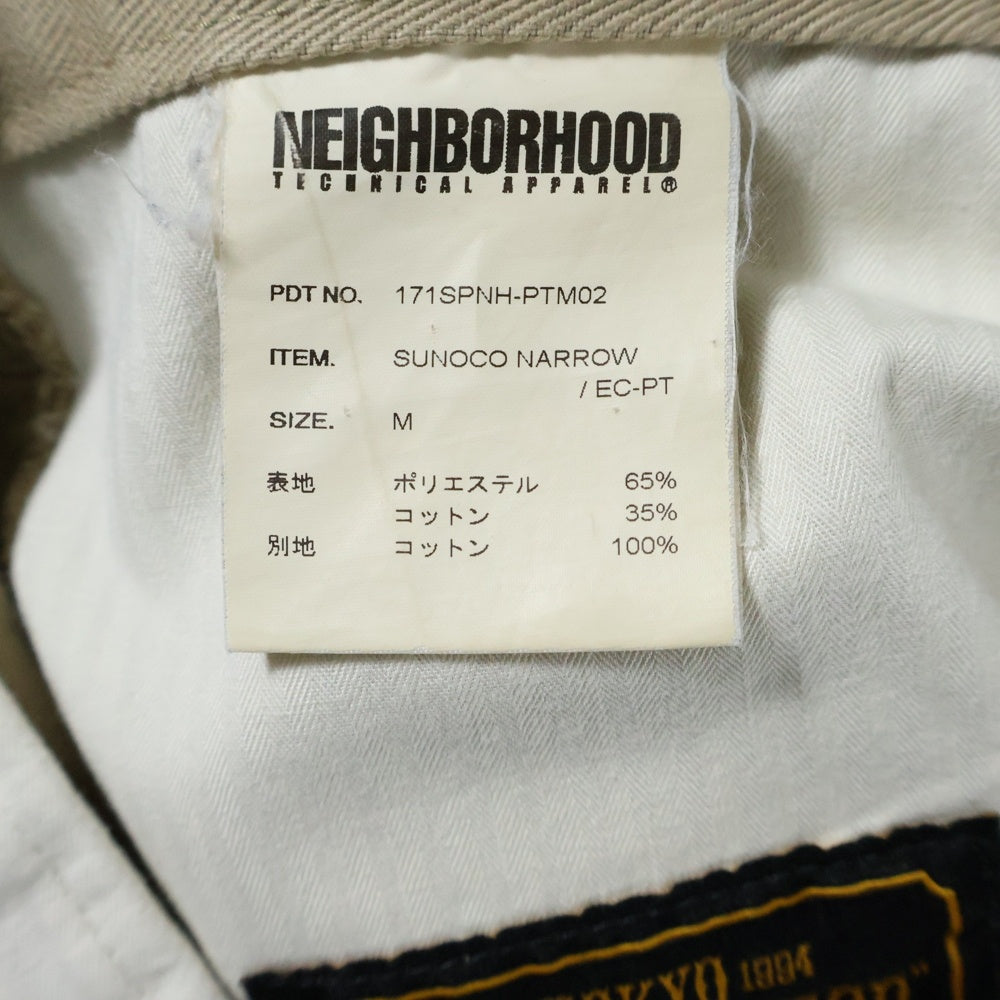 NEIGHBORHOOD
TECHNICAL APPAREL®
PDT NO. 171SPNH-PTM02
ITEM. SUNOCO NARROW
/ EC-PT
SIZE. M
表地 ポリエステル 65%
コットン 35%
別地 コットン 100%
1994